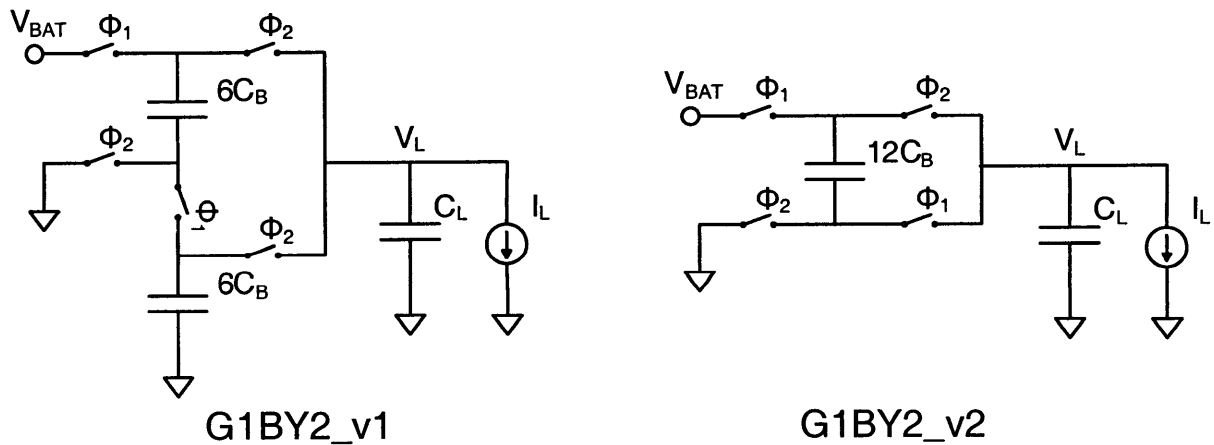 V_BAT Φ1 Φ2
6C_B
Φ2
Φ1
Φ2
6C_B
V_L
C_L I_L
G1BY2_v1
V_BAT Φ1 Φ2
12C_B
Φ2 Φ1
V_L
C_L I_L
G1BY2_v2